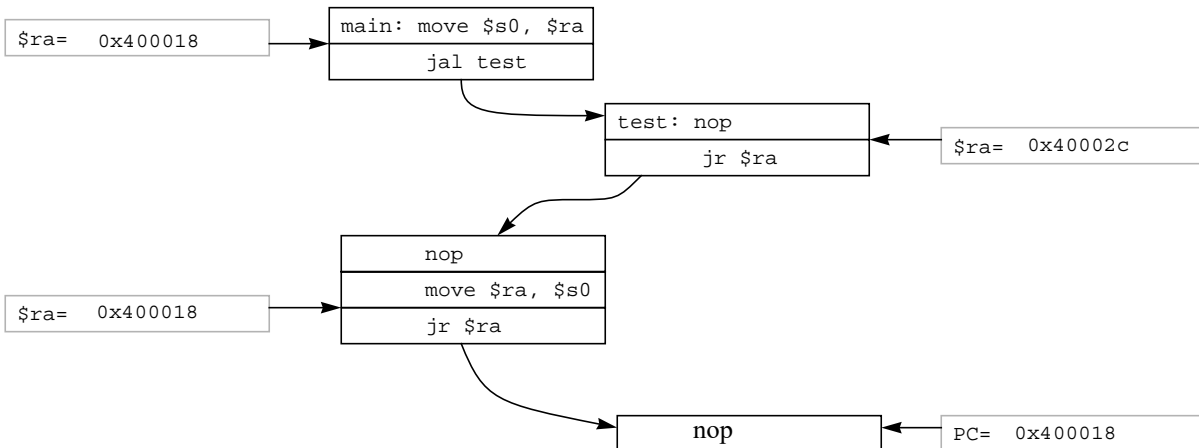 main: move $s0, $ra
$ra= 0x400018
jal test
test: nop
$ra= 0x40002c
jr $ra
nop
move $ra, $s0
$ra= 0x400018
jr $ra
nop
PC= 0x400018